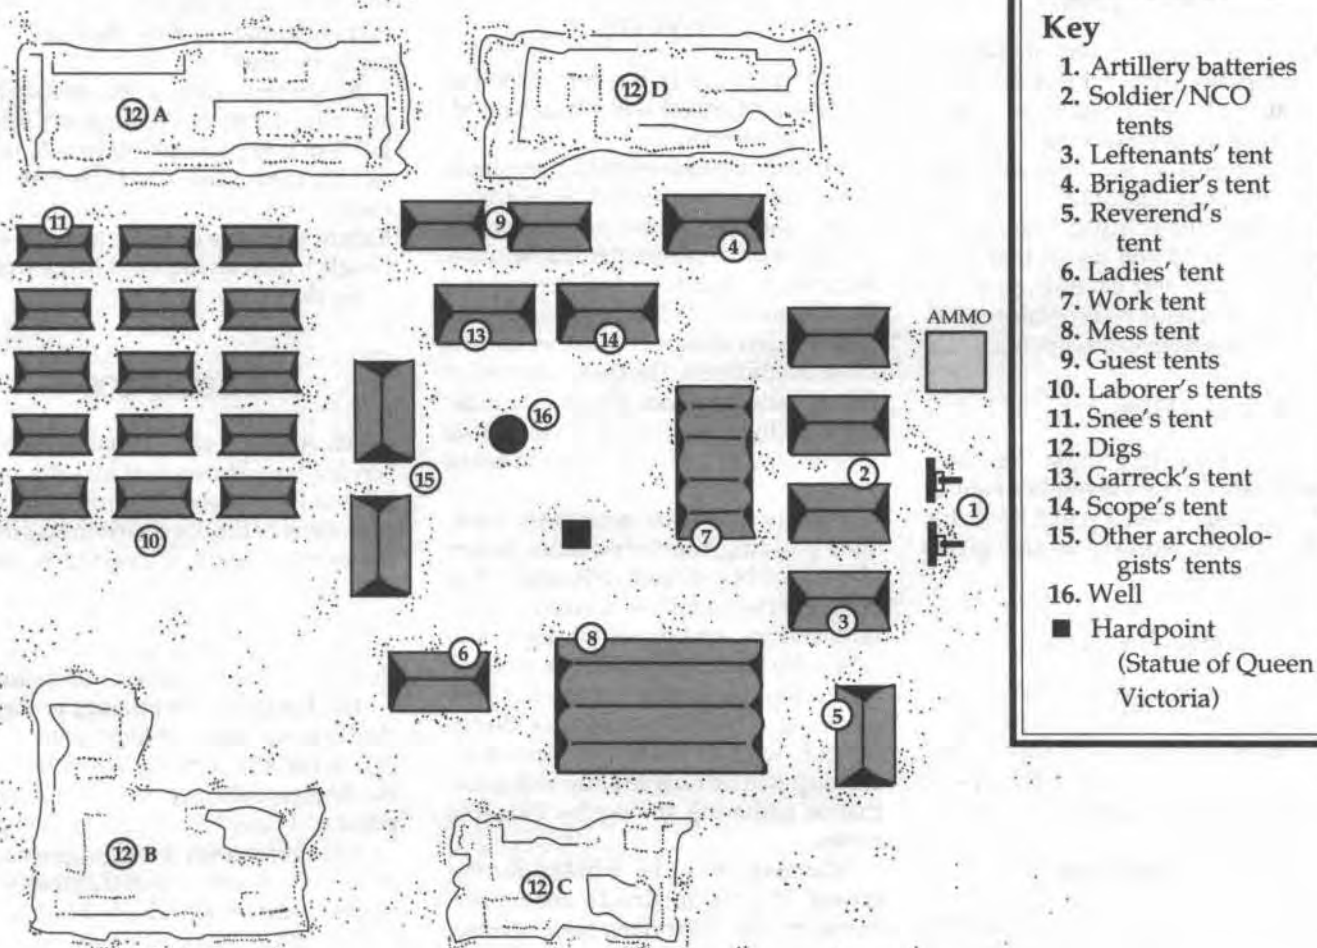 12 A
12 D
11
9
4
13
14
AMMO
16
15
2
1
7
10
3
8
6
5
12 B
12 C
Key
1. Artillery batteries
2. Soldier/NCO
tents
3. Leftenants' tent
4. Brigadier's tent
5. Reverend's
tent
6. Ladies' tent
7. Work tent
8. Mess tent
9. Guest tents
10. Laborer's tents
11. Snee's tent
12. Digs
13. Garreck's tent
14. Scope's tent
15. Other archeolo-
gists' tents
16. Well
■ Hardpoint
(Statue of Queen
Victoria)